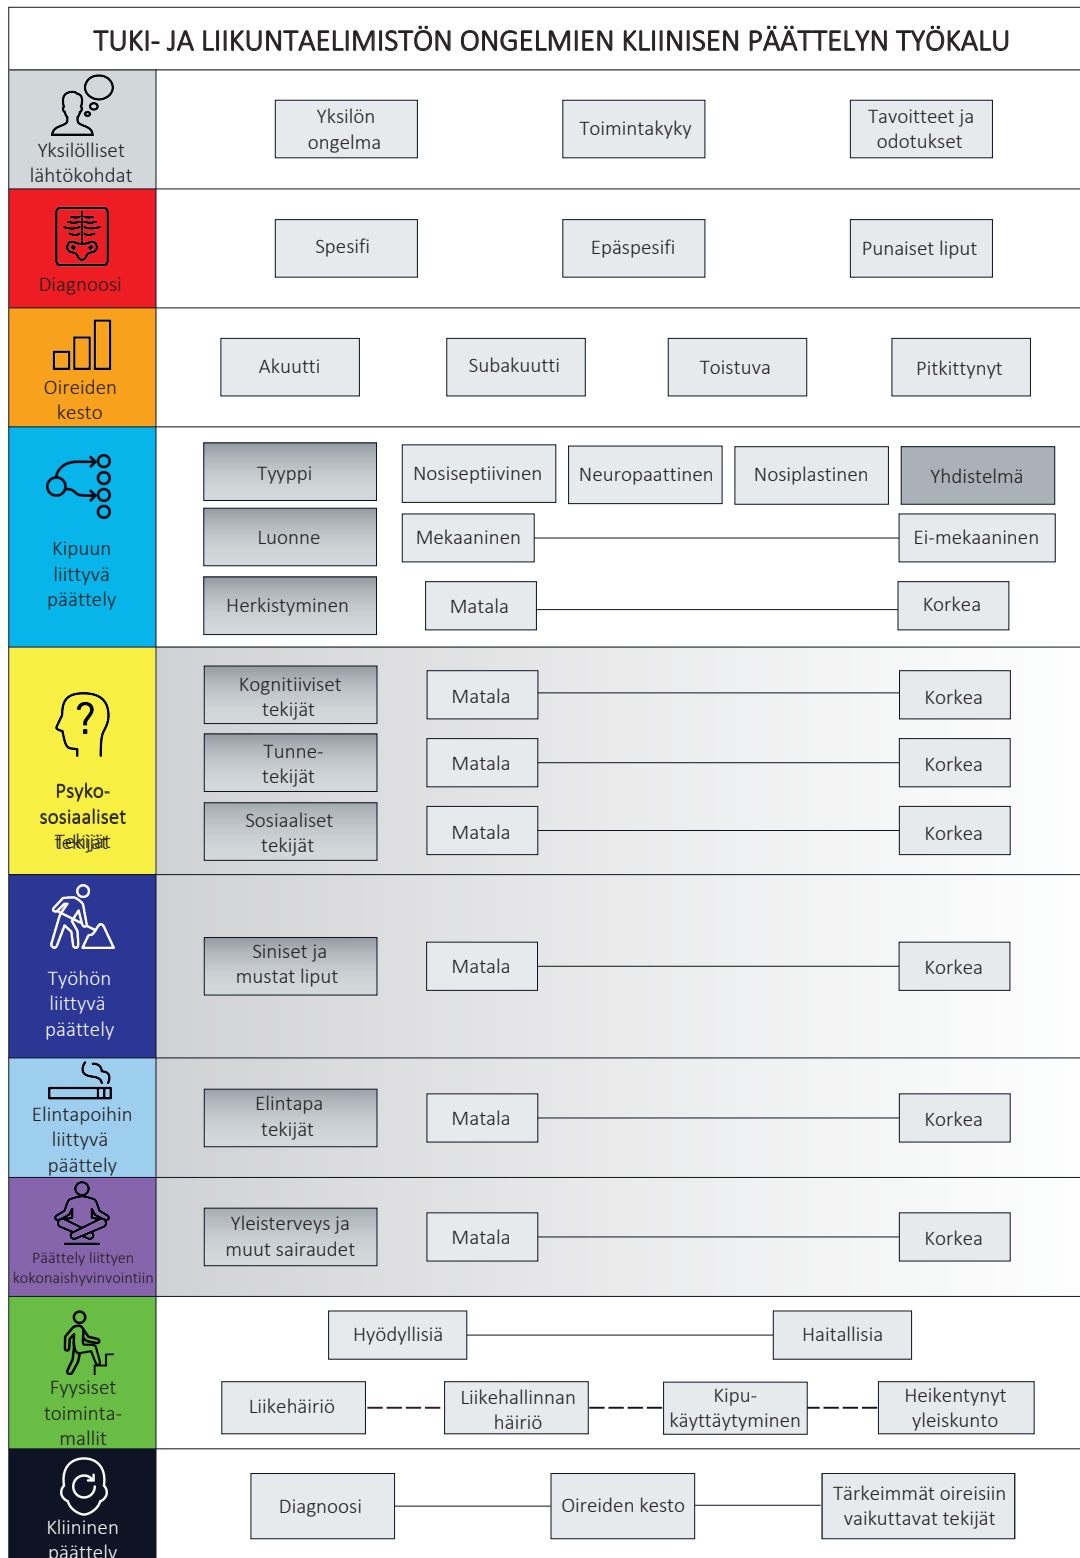 TUKI- JA LIIKUNTAELIMISTÖN ONGELMIEN KLIINISEN PÄÄTTELYN TYÖKALU
Yksilölliset
lähtökohdat
Yksilön
ongelma
Toimintakyky
Tavoitteet ja
odotukset
Diagnoosi
Spesifi
Epäspesifi
Punaiset liput
Oireiden
kesto
Akuutti
Subakuutti
Toistuva
Pitkittynyt
Kipuun
liittyvä
päättely
Tyyppi
Nosiseptiivinen
Neuropaattinen
Nosiplastinen
Yhdistelmä
Luonne
Mekaaninen
Ei-mekaaninen
Herkistyminen
Matala
Korkea
?
Psyko-
sosiaaliset
Tekijät
Kognitiiviset
tekijät
Matala
Korkea
Tunne-
tekijät
Matala
Korkea
Sosiaaliset
tekijät
Matala
Korkea
Työhön
liittyvä
päättely
Siniset ja
mustat liput
Matala
Korkea
Elintapoihin
liittyvä
päättely
Elintapa
tekijät
Matala
Korkea
Päättely liittyen
kokonaishyvinvointiin
Yleisterveys ja
muut sairaudet
Matala
Korkea
Fyysiset
toiminta-
mallit
Hyödyllisiä
Haitallisia
Liikehäiriö
Liikehallinnan
häiriö
Kipu-
käyttäytyminen
Heikentynyt
yleiskunto
Kliininen
päättely
Diagnoosi
Oireiden kesto
Tärkeimmät oireisiin
vaikuttavat tekijät